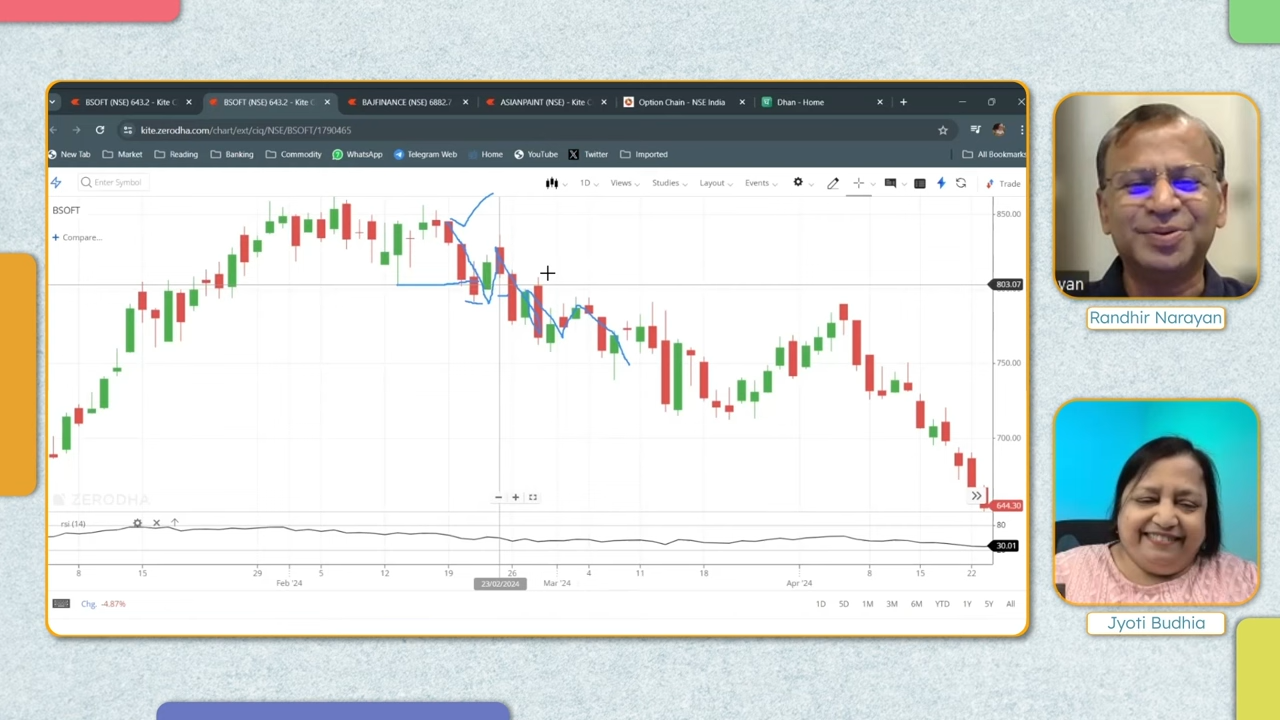 BSOFT (NSE) 643.2 - Kite C
BSOFT (NSE) 643.2 - Kite C
BAJFINANCE (NSE) 6882.7
ASIANPAINT (NSE) - Kite C
Option Chain - NSE India
Dhan - Home
kite.zerodha.com/chart/ext/ciq/NSE/BSOFT/1790465
New Tab
Market
Reading
Banking
Commodity
WhatsApp
Telegram Web
Home
YouTube
Twitter
Imported
All Bookmarks
Enter Symbol
1D
Views
Studies
Layout
Events
Trade
BSOFT
+ Compare...
850.00
803.07
750.00
700.00
644.30
ZERODHA
rsi (14)
80
30.01
8 15 29 5 12 19 26 4 11 18 8 15 22
Feb '24 23/02/2024 Mar '24 Apr '24
Chg. -4.87%
1D 5D 1M 3M 6M YTD 1Y 5Y All
yan
Randhir Narayan
Jyoti Budhia